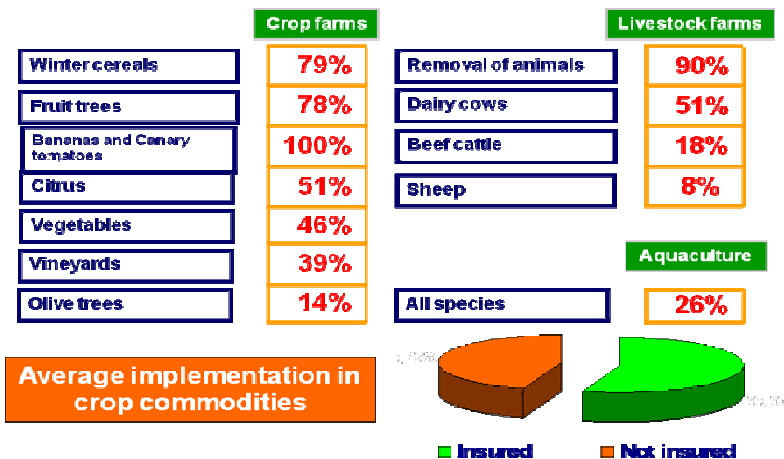 Crop farms
Livestock farms
Winter cereals
79%
Removal of animals
90%
Fruit trees
78%
Dairy cows
51%
Bananas and Canary
tomatoes
100%
Beef cattle
18%
Citrus
51%
Sheep
8%
Vegetables
46%
Vineyards
39%
Aquaculture
Olive trees
14%
All species
26%
Average implementation in
crop commodities
Insured
Not insured